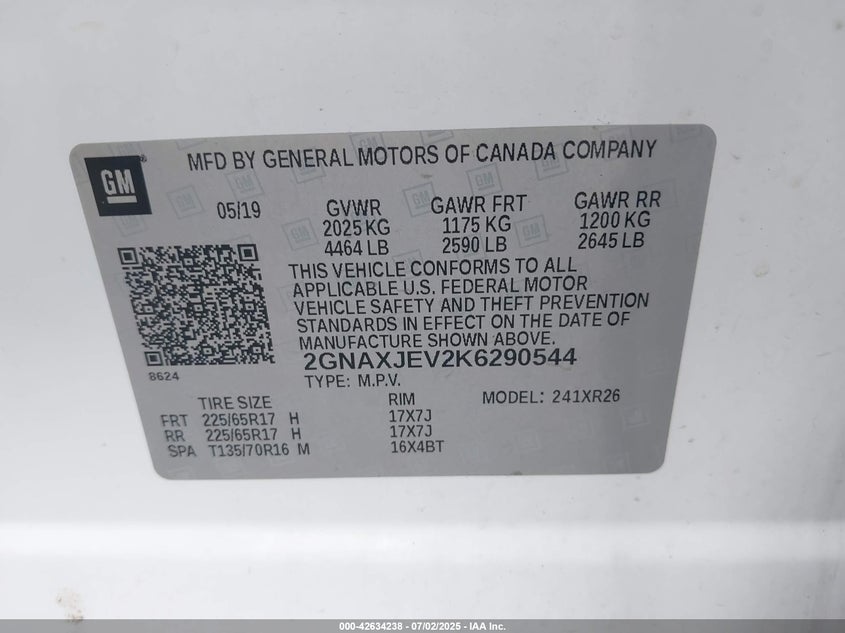 GM
MFD BY GENERAL MOTORS OF CANADA COMPANY
05/19
GVWR
2025 KG
4464 LB
GAWR FRT
1175 KG
2590 LB
GAWR RR
1200 KG
2645 LB
THIS VEHICLE CONFORMS TO ALL
APPLICABLE U.S. FEDERAL MOTOR
VEHICLE SAFETY AND THEFT PREVENTION
STANDARDS IN EFFECT ON THE DATE OF
MANUFACTURE SHOWN ABOVE.
2GNAXJEV2K6290544
8624
TYPE: M.P.V.
MODEL: 241XR26
TIRE SIZE RIM
FRT 225/65R17 H 17X7J
RR 225/65R17 H 17X7J
SPA T135/70R16 M 16X4BT
000-42634238 - 07/02/2025 - IAA Inc.